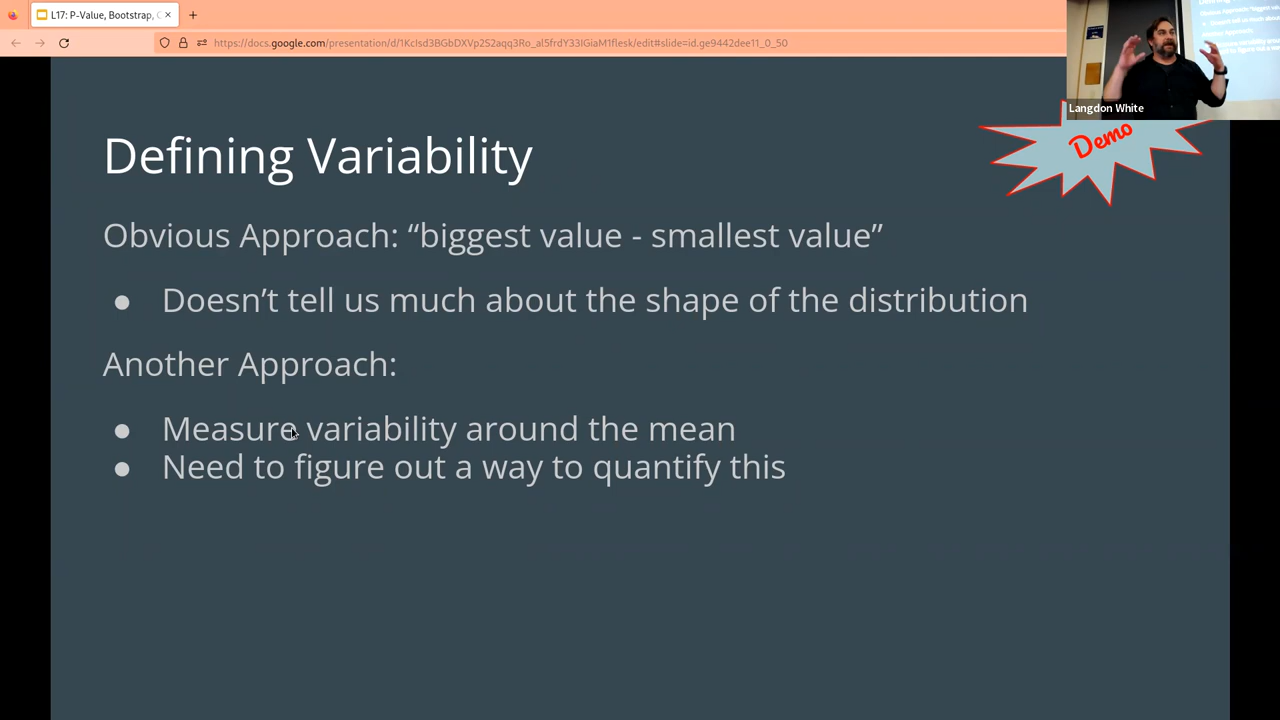 L17: P-Value, Bootstrap, C
https://docs.google.com/presentation/d/1KcIsd3BGbDXVp2S2aqq3Ro_al5frdY33IGiaM1flesk/edit#slide=id.ge9442dee11_0_50
Langdon White
Demo
Defining Variability
Obvious Approach: “biggest value - smallest value”
● Doesn’t tell us much about the shape of the distribution
Another Approach:
● Measure variability around the mean
● Need to figure out a way to quantify this